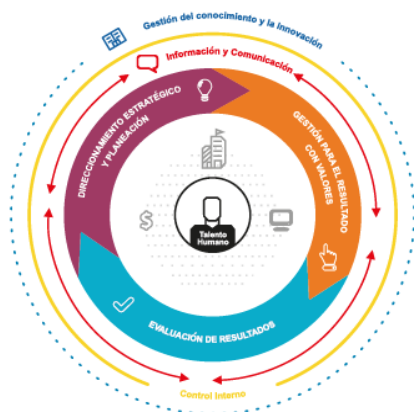 Gestión del conocimiento y la Innovación
Información y Comunicación
DIRECCIONAMIENTO ESTRATÉGICO
Y PLANEACIÓN
GESTIÓN PARA EL RESULTADO
CON VALORES
$
Talento
Humano
EVALUACIÓN DE RESULTADOS
Control Interno